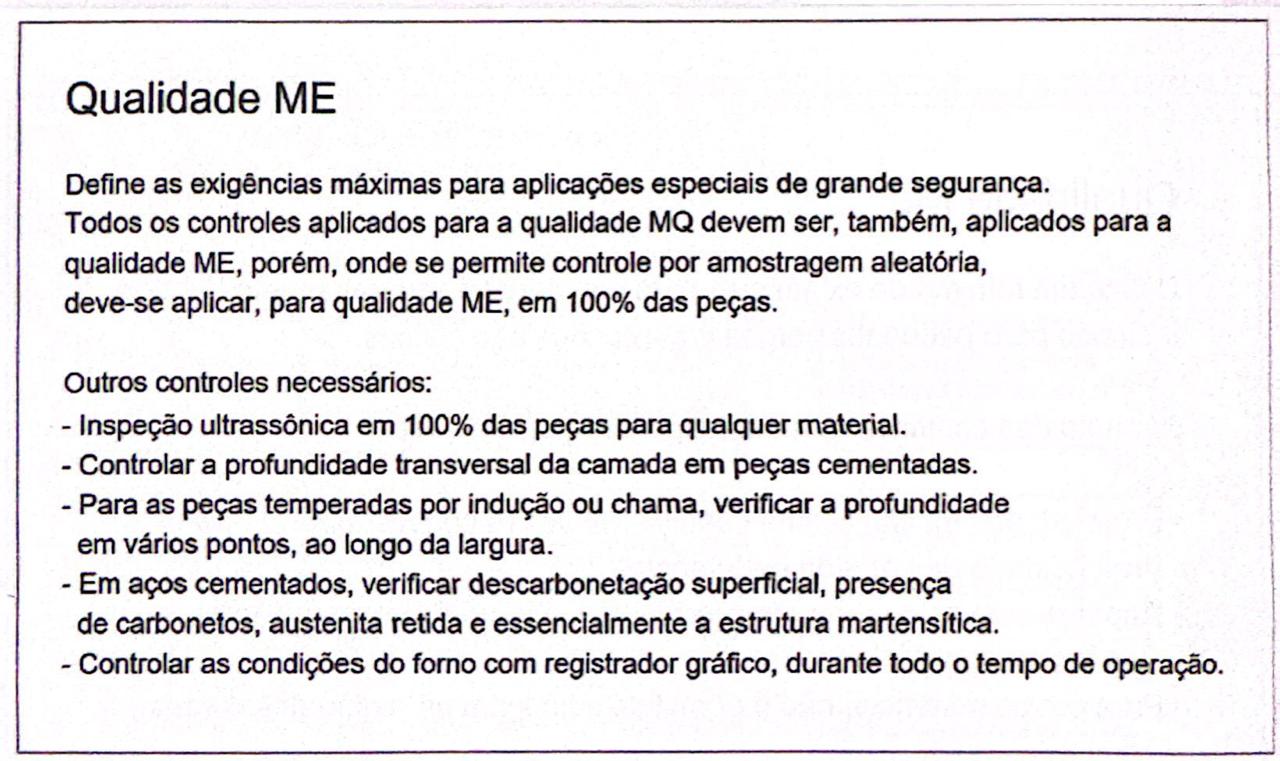 Qualidade ME
Define as exigências máximas para aplicações especiais de grande segurança.
Todos os controles aplicados para a qualidade MQ devem ser, também, aplicados para a
qualidade ME, porém, onde se permite controle por amostragem aleatória,
deve-se aplicar, para qualidade ME, em 100% das peças.
Outros controles necessários:
- Inspeção ultrassônica em 100% das peças para qualquer material.
- Controlar a profundidade transversal da camada em peças cementadas.
- Para as peças temperadas por indução ou chama, verificar a profundidade
em vários pontos, ao longo da largura.
- Em aços cementados, verificar descarbonetação superficial, presença
de carbonetos, austenita retida e essencialmente a estrutura martensítica.
- Controlar as condições do forno com registrador gráfico, durante todo o tempo de operação.